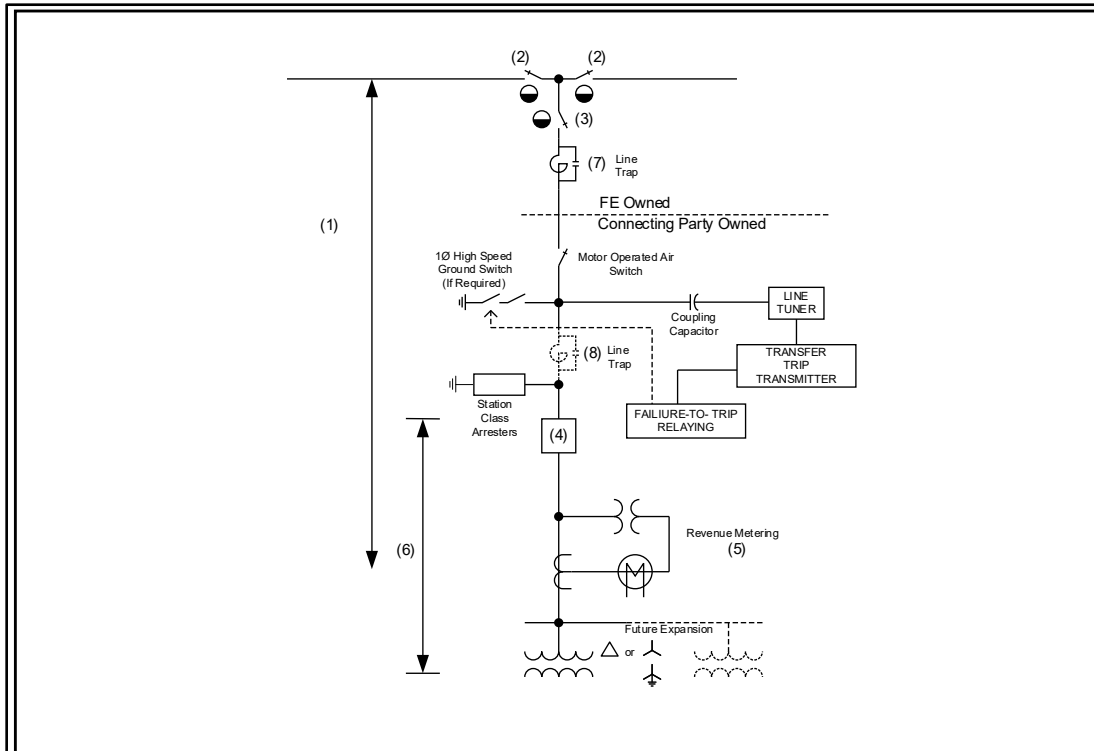 (2) (2)
(3)
(7) Line
Trap
FE Owned
Connecting Party Owned
(1)
1Ø High Speed
Ground Switch
(If Required)
Motor Operated Air
Switch
Coupling
Capacitor
LINE
TUNER
TRANSFER
TRIP
TRANSMITTER
(8) Line
Trap
FAILIURE-TO- TRIP
RELAYING
Station
Class
Arresters
(4)
Revenue Metering
(5)
(6)
M
Future Expansion
or